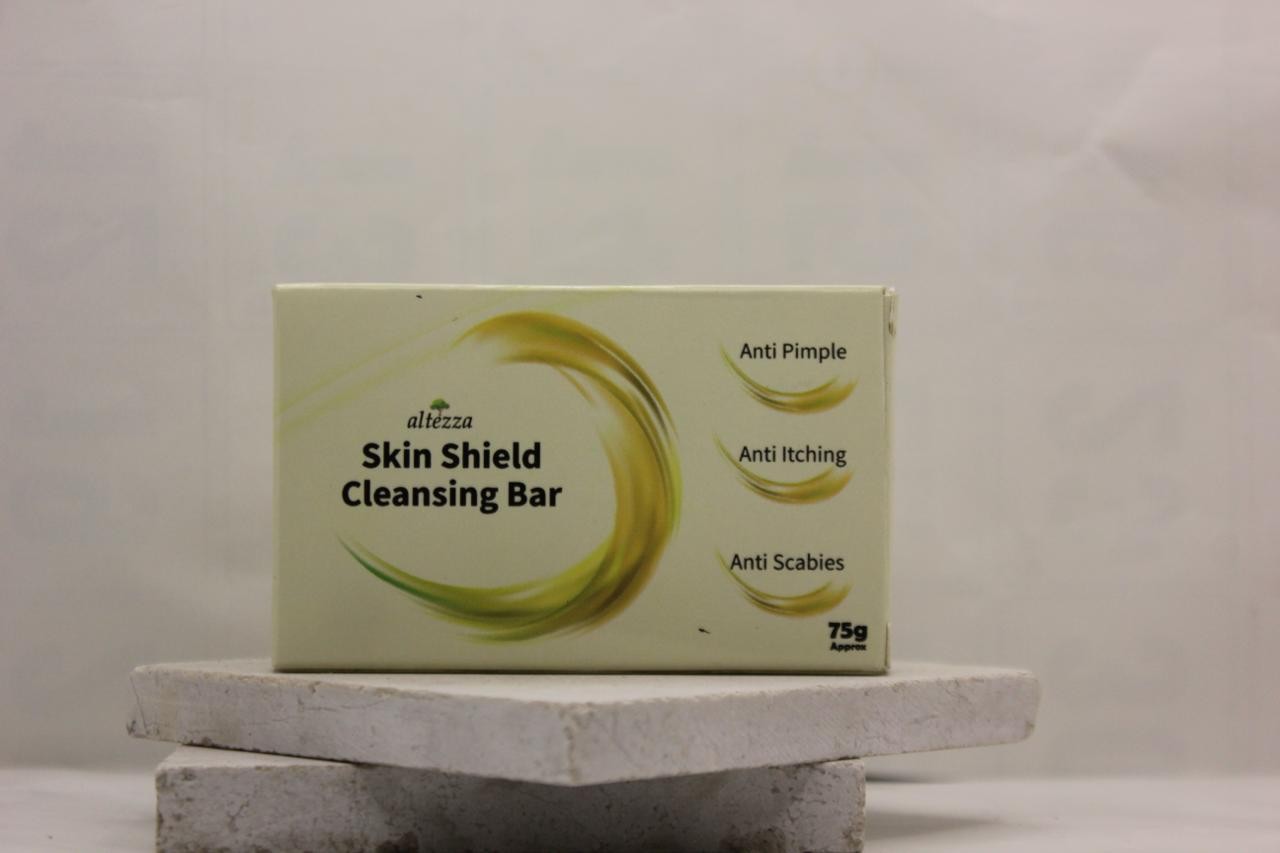 altezza
Skin Shield
Cleansing Bar
Anti Pimple
Anti Itching
Anti Scabies
75g
Approx